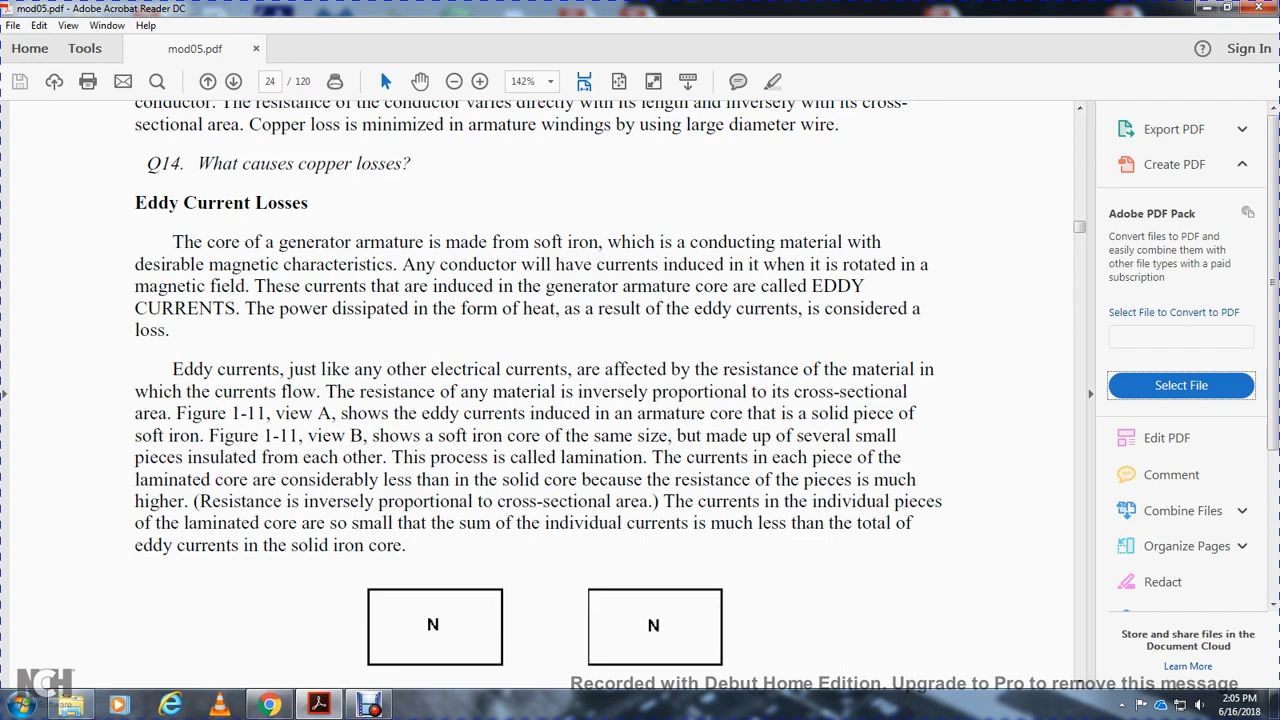 mod05.pdf - Adobe Acrobat Reader DC
File Edit View Window Help
Home Tools mod05.pdf × Sign In
24 / 120 142%
conductor. The resistance of the conductor varies directly with its length and inversely with its cross-
sectional area. Copper loss is minimized in armature windings by using large diameter wire.
Q14. What causes copper losses?
Eddy Current Losses
The core of a generator armature is made from soft iron, which is a conducting material with
desirable magnetic characteristics. Any conductor will have currents induced in it when it is rotated in a
magnetic field. These currents that are induced in the generator armature core are called EDDY
CURRENTS. The power dissipated in the form of heat, as a result of the eddy currents, is considered a
loss.
Eddy currents, just like any other electrical currents, are affected by the resistance of the material in
which the currents flow. The resistance of any material is inversely proportional to its cross-sectional
area. Figure 1-11, view A, shows the eddy currents induced in an armature core that is a solid piece of
soft iron. Figure 1-11, view B, shows a soft iron core of the same size, but made up of several small
pieces insulated from each other. This process is called lamination. The currents in each piece of the
laminated core are considerably less than in the solid core because the resistance of the pieces is much
higher. (Resistance is inversely proportional to cross-sectional area.) The currents in the individual pieces
of the laminated core are so small that the sum of the individual currents is much less than the total of
eddy currents in the solid iron core.
N N
Export PDF
Create PDF
Adobe PDF Pack
Convert files to PDF and
easily combine them with
other file types with a paid
subscription
Select File to Convert to PDF
Select File
Edit PDF
Comment
Combine Files
Organize Pages
Redact
Store and share files in the
Document Cloud
Learn More
NCH
Software
Recorded with Debut Home Edition. Upgrade to Pro to remove this message
2:05 PM
6/16/2018